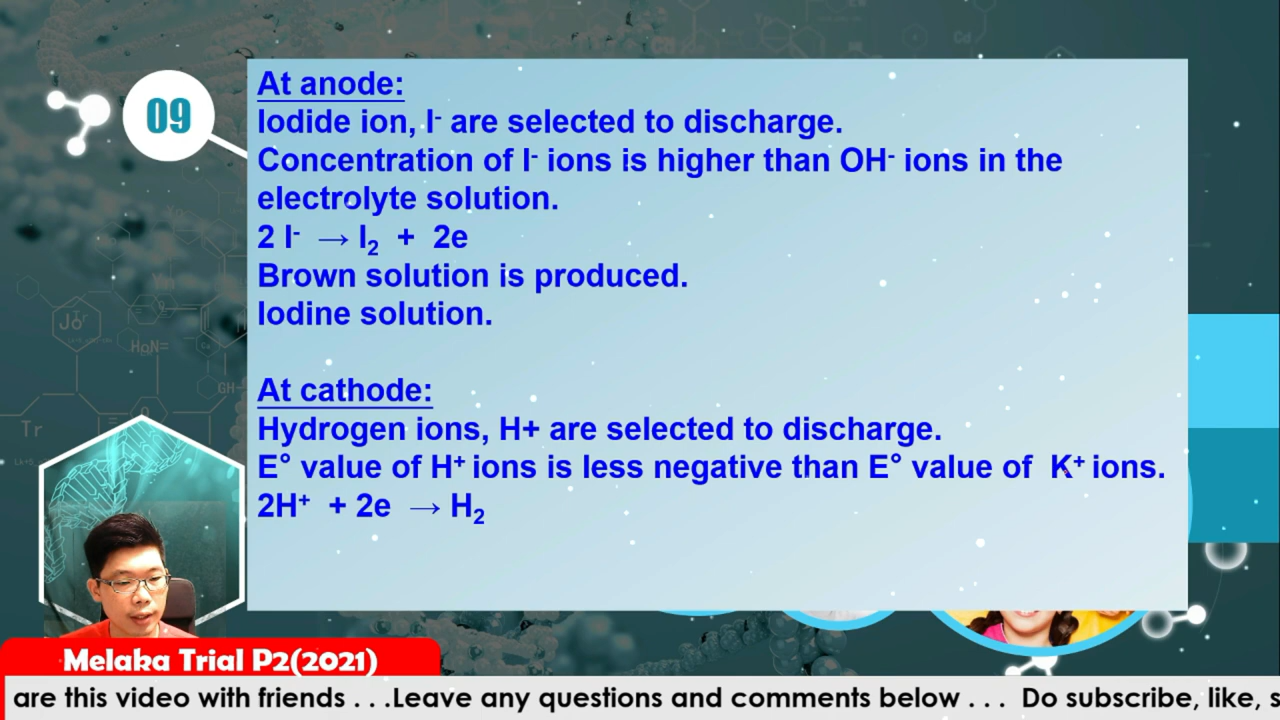 09
At anode:
Iodide ion, I⁻ are selected to discharge.
Concentration of I⁻ ions is higher than OH⁻ ions in the
electrolyte solution.
2 I⁻ → I₂ + 2e
Brown solution is produced.
Iodine solution.
At cathode:
Hydrogen ions, H+ are selected to discharge.
E° value of H⁺ ions is less negative than E° value of K⁺ ions.
2H⁺ + 2e → H₂
Melaka Trial P2(2021)
are this video with friends . . .Leave any questions and comments below . . . Do subscribe, like, s